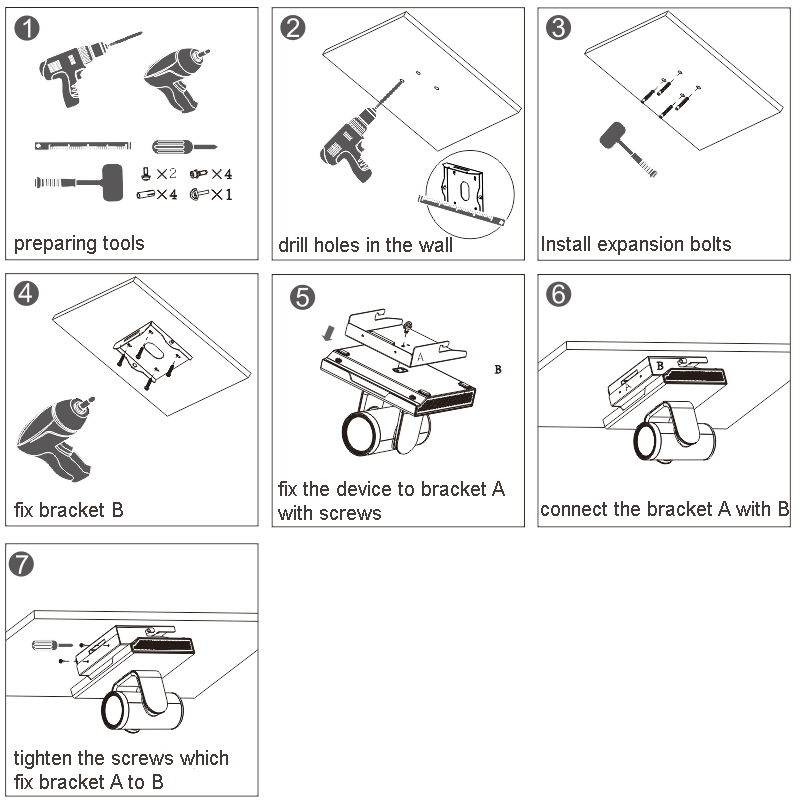 1
×2 ×4
×4 ×1
preparing tools
2
drill holes in the wall
3
Install expansion bolts
4
fix bracket B
5
A
B
fix the device to bracket A
with screws
6
B
A
connect the bracket A with B
7
tighten the screws which
fix bracket A to B